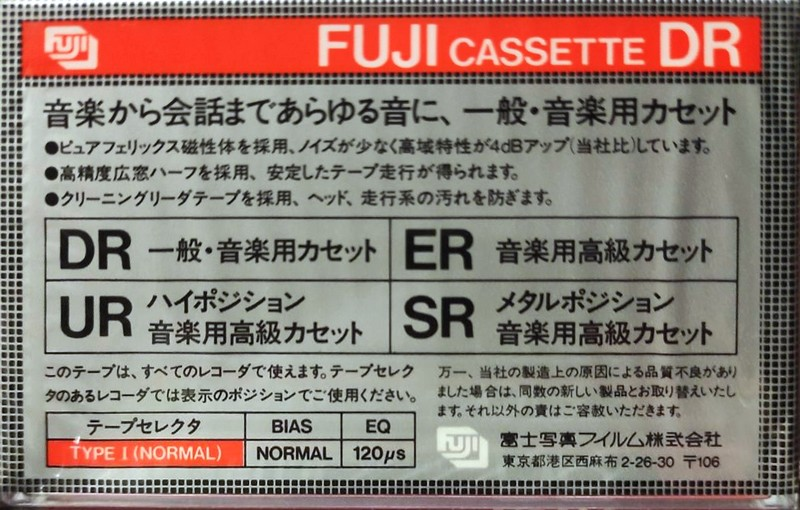 FUJI FUJI CASSETTE DR
音楽から会話まであらゆる音に、一般・音楽用カセット
●ピュアフェリックス磁性体を採用、ノイズが少なく高域特性が4dBアップ(当社比)しています。
●高精度広窓ハーフを採用、安定したテープ走行が得られます。
●クリーニングリーダテープを採用、ヘッド、走行系の汚れを防ぎます。
DR 一般・音楽用カセット
ER 音楽用高級カセット
UR ハイポジション
音楽用高級カセット
SR メタルポジション
音楽用高級カセット
このテープは、すべてのレコーダで使えます。テープセレク
タのあるレコーダでは表示のポジションでご使用ください。
テープセレクタ BIAS EQ
TYPE I (NORMAL) NORMAL 120μs
万一、当社の製造上の原因による品質不良があり
ました場合は、同数の新しい製品とお取り替えいたし
ます。それ以外の責はご容赦いただきます。
FUJI 富士写真フイルム株式会社
東京都港区西麻布2-26-30 〒106